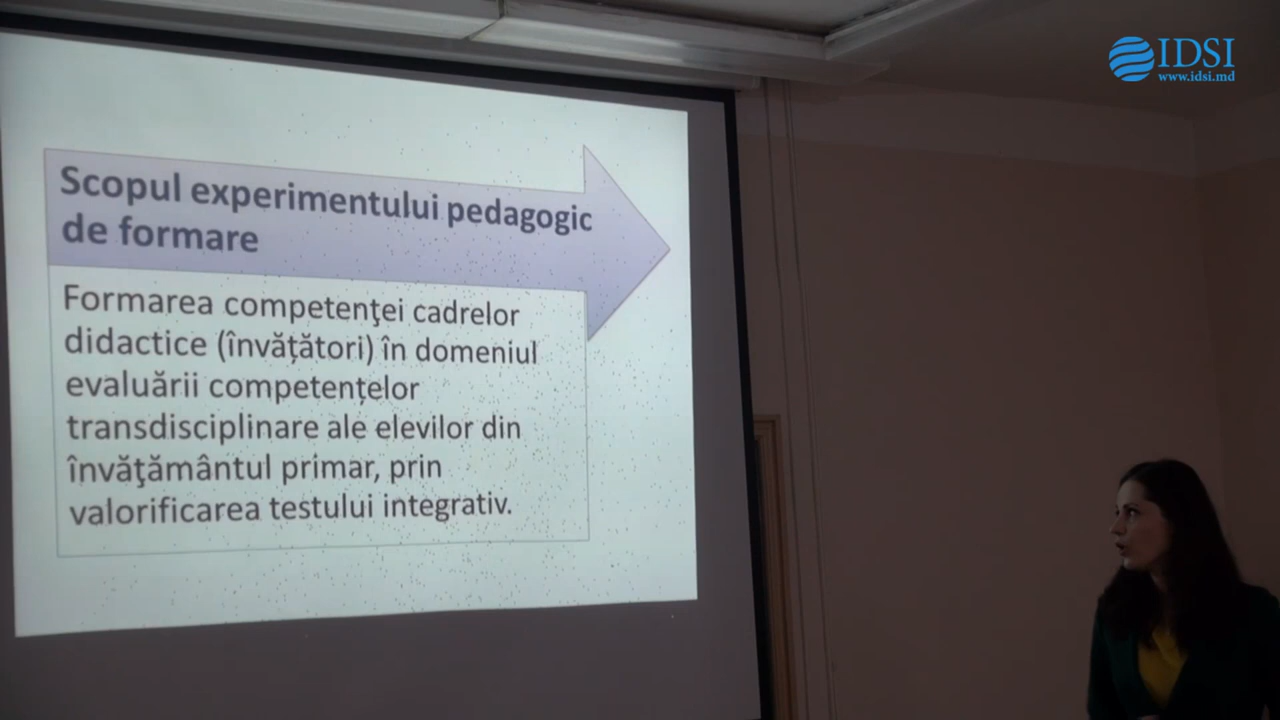 IDSI
www.idsi.md
Scopul experimentului pedagogic
de formare
Formarea competenţei cadrelor
didactice (învățători) în domeniul
evaluării competențelor
transdisciplinare ale elevilor din
învăţământul primar, prin
valorificarea testului integrativ.